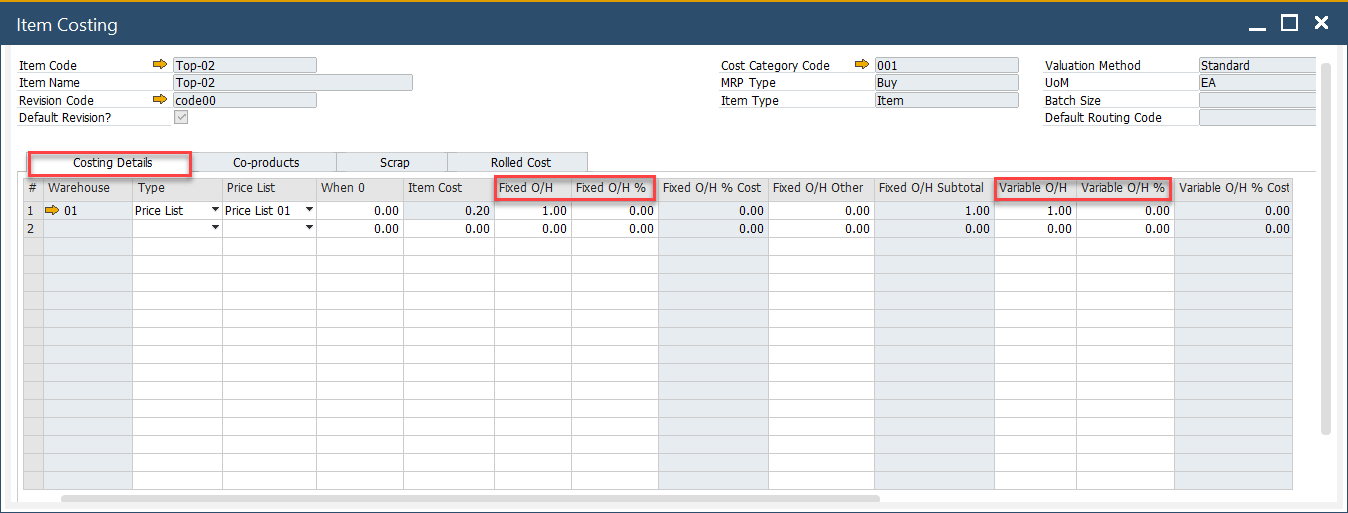 Item Costing
Item Code Top-02 Cost Category Code 001 Valuation Method Standard
Item Name Top-02 MRP Type Buy UoM EA
Revision Code code00 Item Type Item Batch Size
Default Revision? Default Routing Code
Costing Details Co-products Scrap Rolled Cost
# Warehouse Type Price List When 0 Item Cost Fixed O/H Fixed O/H % Fixed O/H % Cost Fixed O/H Other Fixed O/H Subtotal Variable O/H Variable O/H % Variable O/H % Cost
1 01 Price List Price List 01 0.00 0.20 1.00 0.00 0.00 0.00 1.00 1.00 0.00 0.00
2 0.00 0.00 0.00 0.00 0.00 0.00 0.00 0.00 0.00 0.00